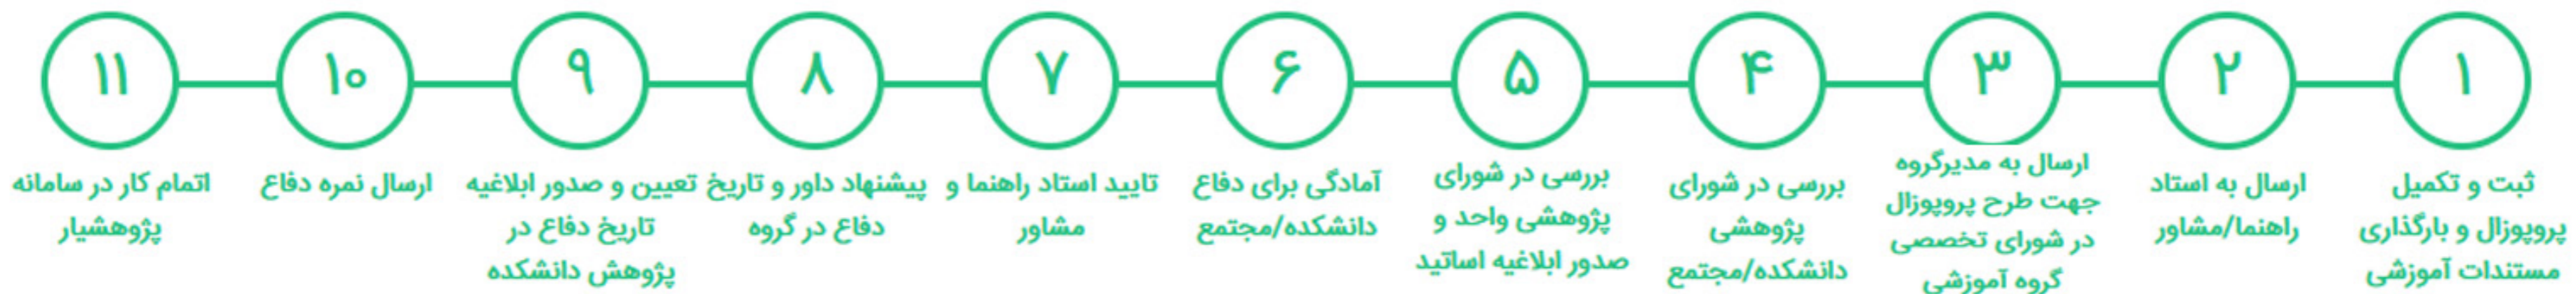 ۱
ثبت و تکمیل
پروپوزال و بارگذاری
مستندات آموزشی
۲
ارسال به استاد
راهنما/مشاور
۳
ارسال به مدیرگروه
جهت طرح پروپوزال
در شورای تخصصی
گروه آموزشی
۴
بررسی در شورای
پژوهشی
دانشکده/مجتمع
۵
بررسی در شورای
پژوهشی واحد و
صدور ابلاغیه اساتید
۶
آمادگی برای دفاع
دانشکده/مجتمع
۷
تایید استاد راهنما و
مشاور
۸
پیشنهاد داور و تاریخ
دفاع در گروه
۹
تعیین و صدور ابلاغیه
تاریخ دفاع در
پژوهش دانشکده
۱۰
ارسال نمره دفاع
۱۱
اتمام کار در سامانه
پژوهشیار